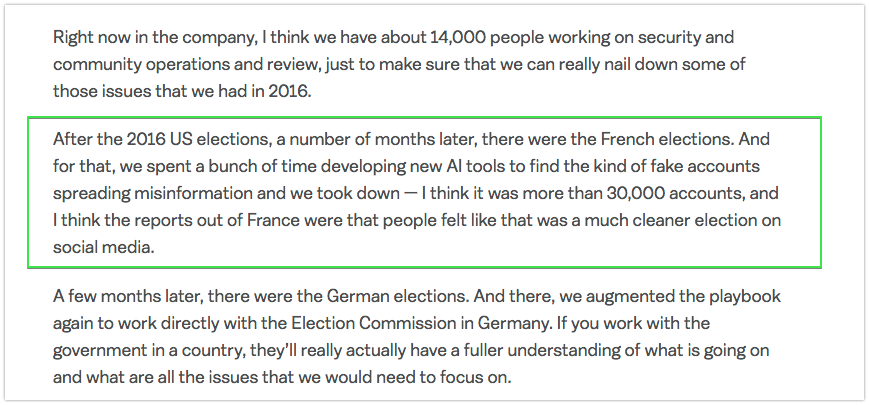 Right now in the company, I think we have about 14,000 people working on security and
community operations and review, just to make sure that we can really nail down some of
those issues that we had in 2016.
After the 2016 US elections, a number of months later, there were the French elections. And
for that, we spent a bunch of time developing new AI tools to find the kind of fake accounts
spreading misinformation and we took down — I think it was more than 30,000 accounts, and
I think the reports out of France were that people felt like that was a much cleaner election on
social media.
A few months later, there were the German elections. And there, we augmented the playbook
again to work directly with the Election Commission in Germany. If you work with the
government in a country, they’ll really actually have a fuller understanding of what is going on
and what are all the issues that we would need to focus on.